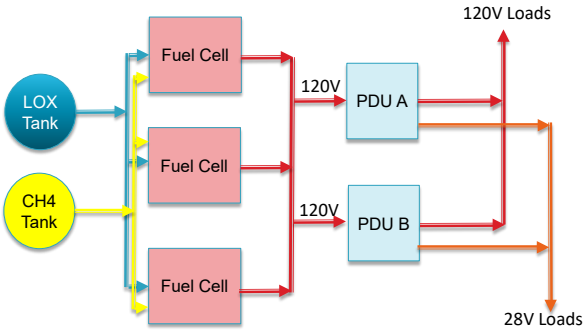 120V Loads
Fuel Cell
LOX
Tank
120V
PDU A
Fuel Cell
CH4
Tank
120V
PDU B
Fuel Cell
28V Loads